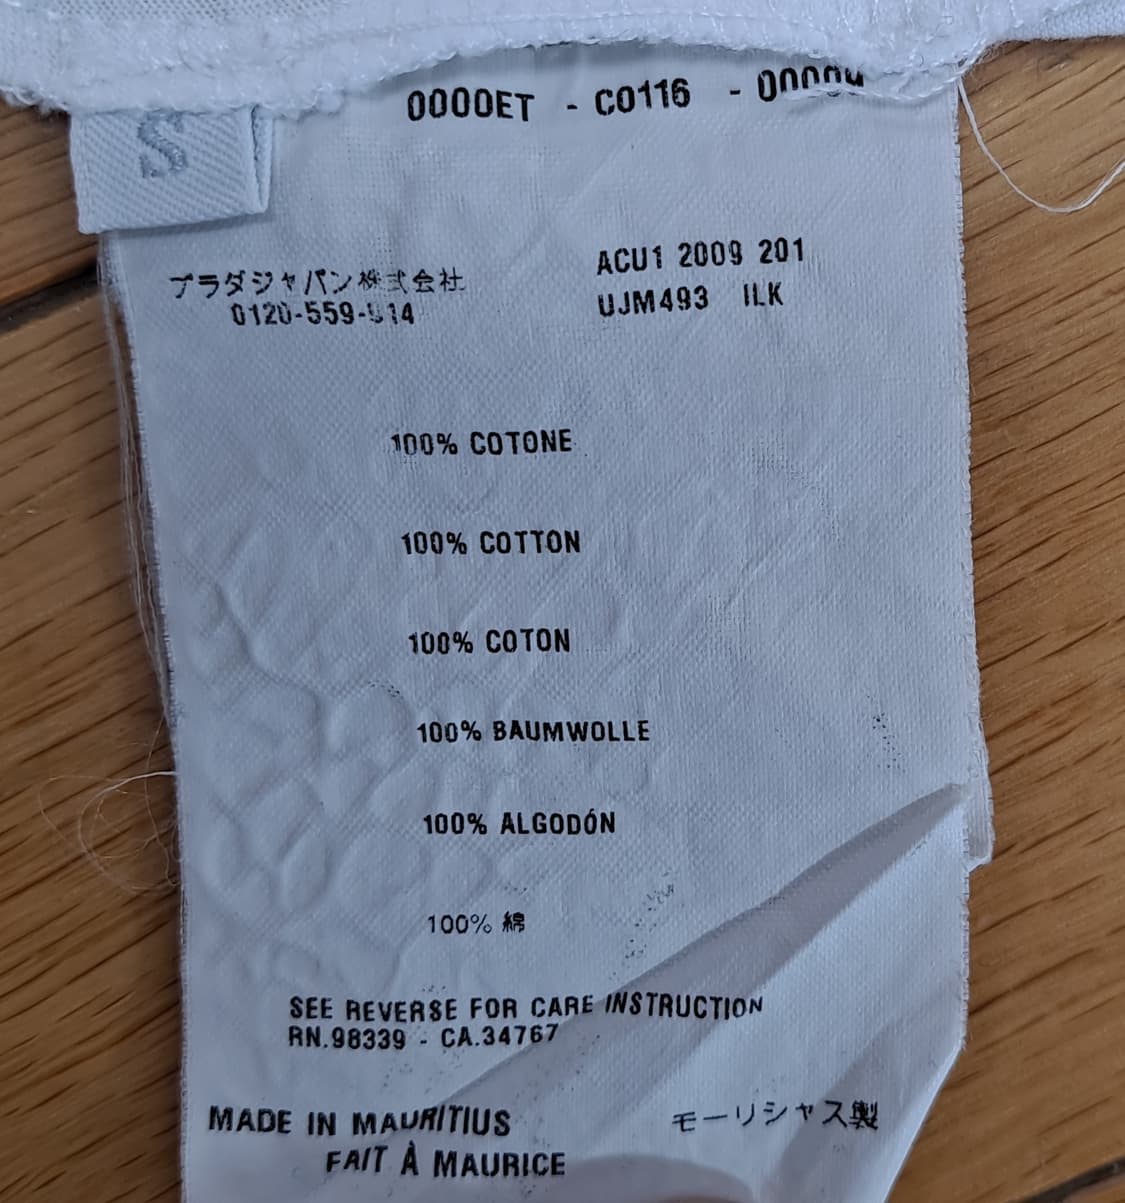 0000ET - C0116 -
S
プラダジャパン株式会社
0120-559-914
ACU1 2009 201
UJM493 ILK
100% COTONE
100% COTTON
100% COTON
100% BAUMWOLLE
100% ALGODÓN
100% 綿
SEE REVERSE FOR CARE INSTRUCTION
RN.98339 - CA.34767
MADE IN MAURITIUS
FAIT À MAURICE
モーリシャス製